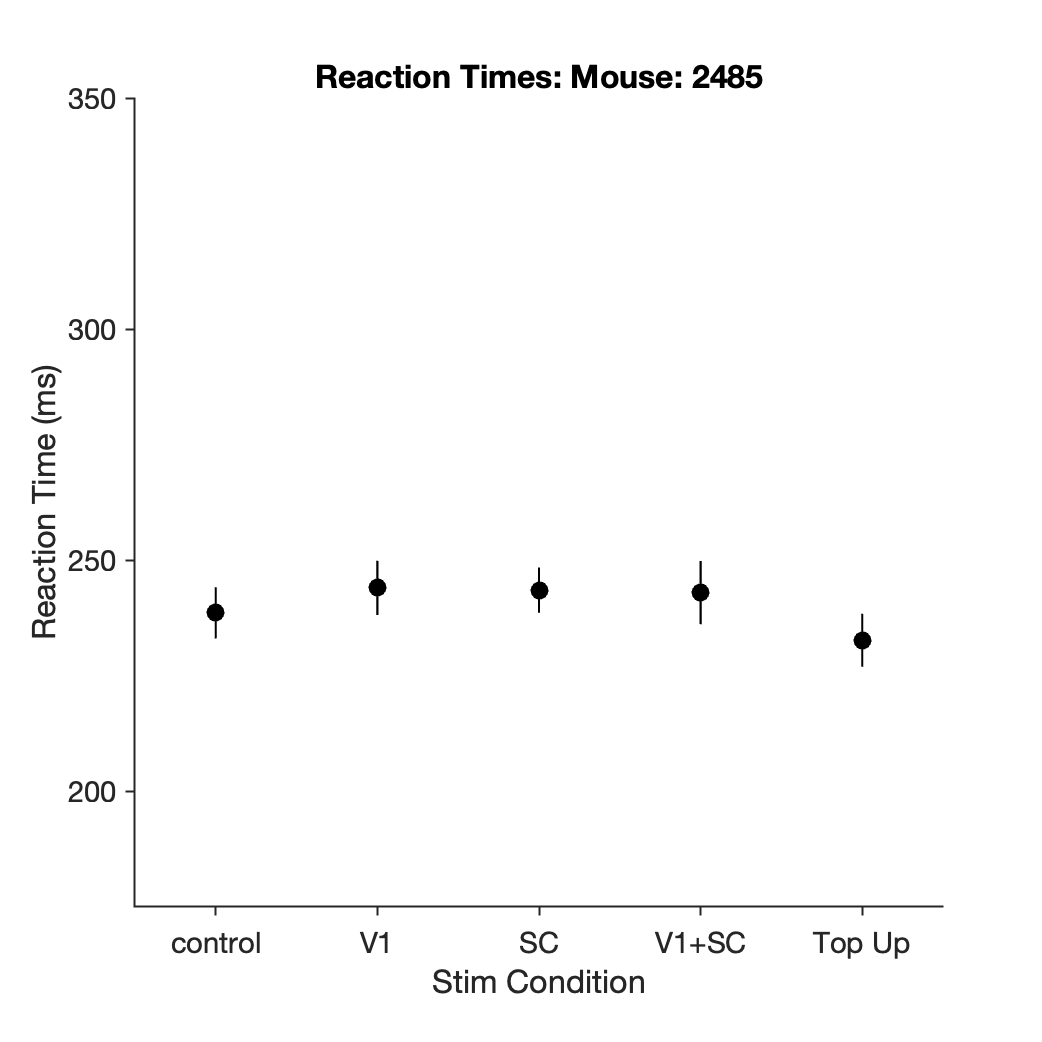 Reaction Times: Mouse: 2485
350
300
250
200
Reaction Time (ms)
control V1 SC V1+SC Top Up
Stim Condition